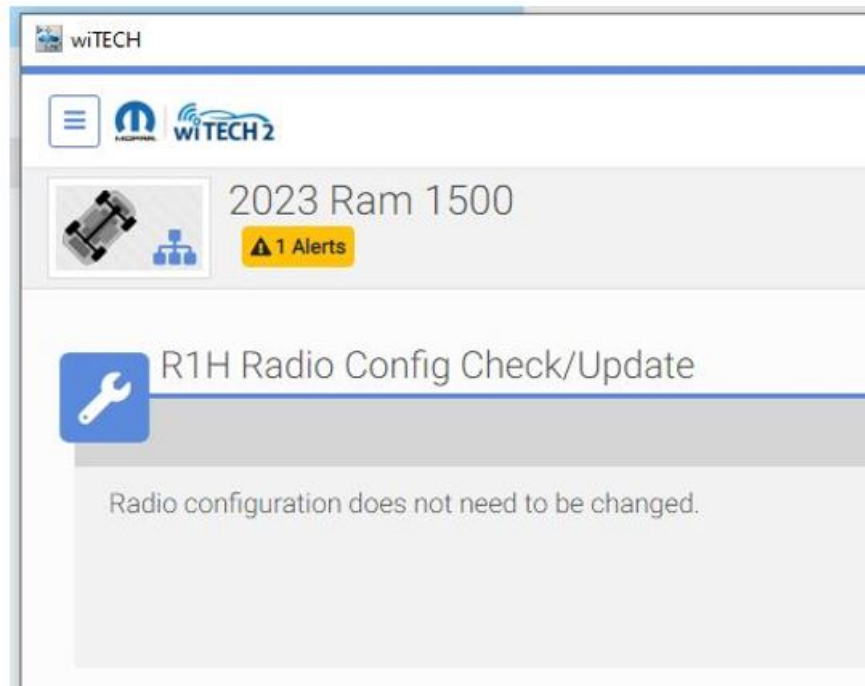 wiTECH
MOPAR
wiTECH 2
2023 Ram 1500
1 Alerts
R1H Radio Config Check/Update
Radio configuration does not need to be changed.